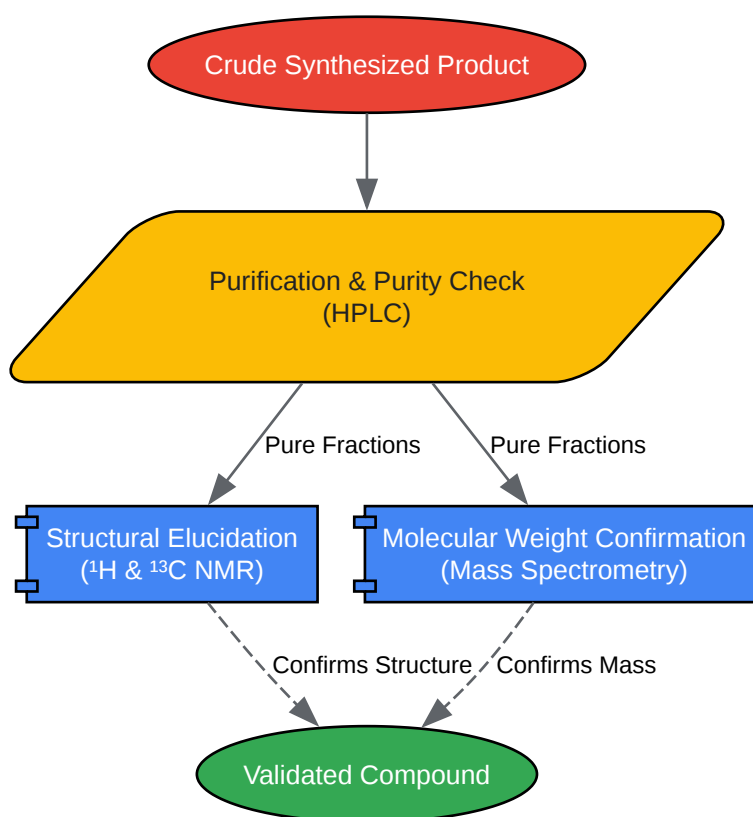 Crude Synthesized Product
Purification & Purity Check
(HPLC)
Pure Fractions
Pure Fractions
Structural Elucidation
(¹H & ¹³C NMR)
Molecular Weight Confirmation
(Mass Spectrometry)
Confirms Structure
Confirms Mass
Validated Compound